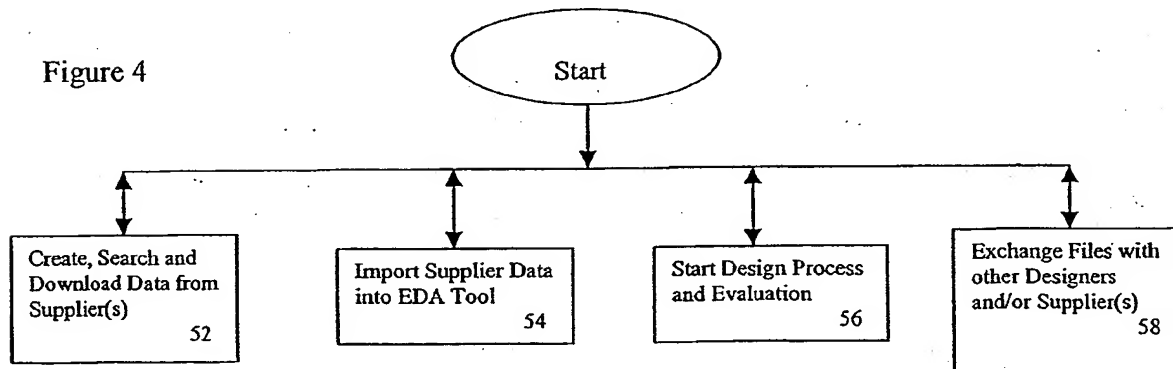 Figure 4
Start
Create, Search and
Download Data from
Supplier(s)
52
Import Supplier Data
into EDA Tool
54
Start Design Process
and Evaluation
56
Exchange Files with
other Designers
and/or Supplier(s)
58